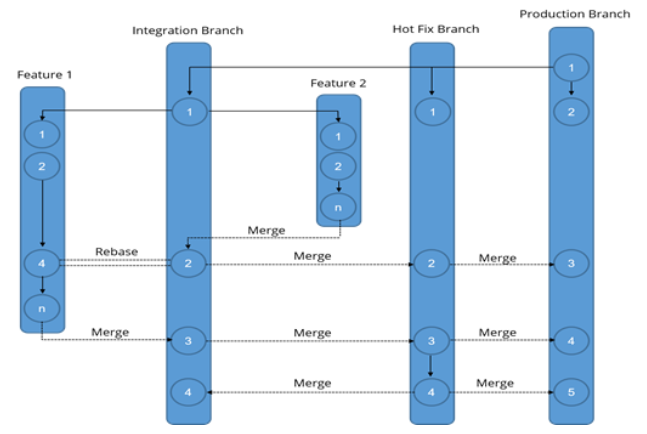 Production Branch
Integration Branch
Hot Fix Branch
Feature 1
Feature 2
1
1
1
2
1
1
2
2
n
Merge
Rebase
4
2
Merge
2
Merge
3
n
Merge
3
Merge
3
Merge
4
4
Merge
4
Merge
5